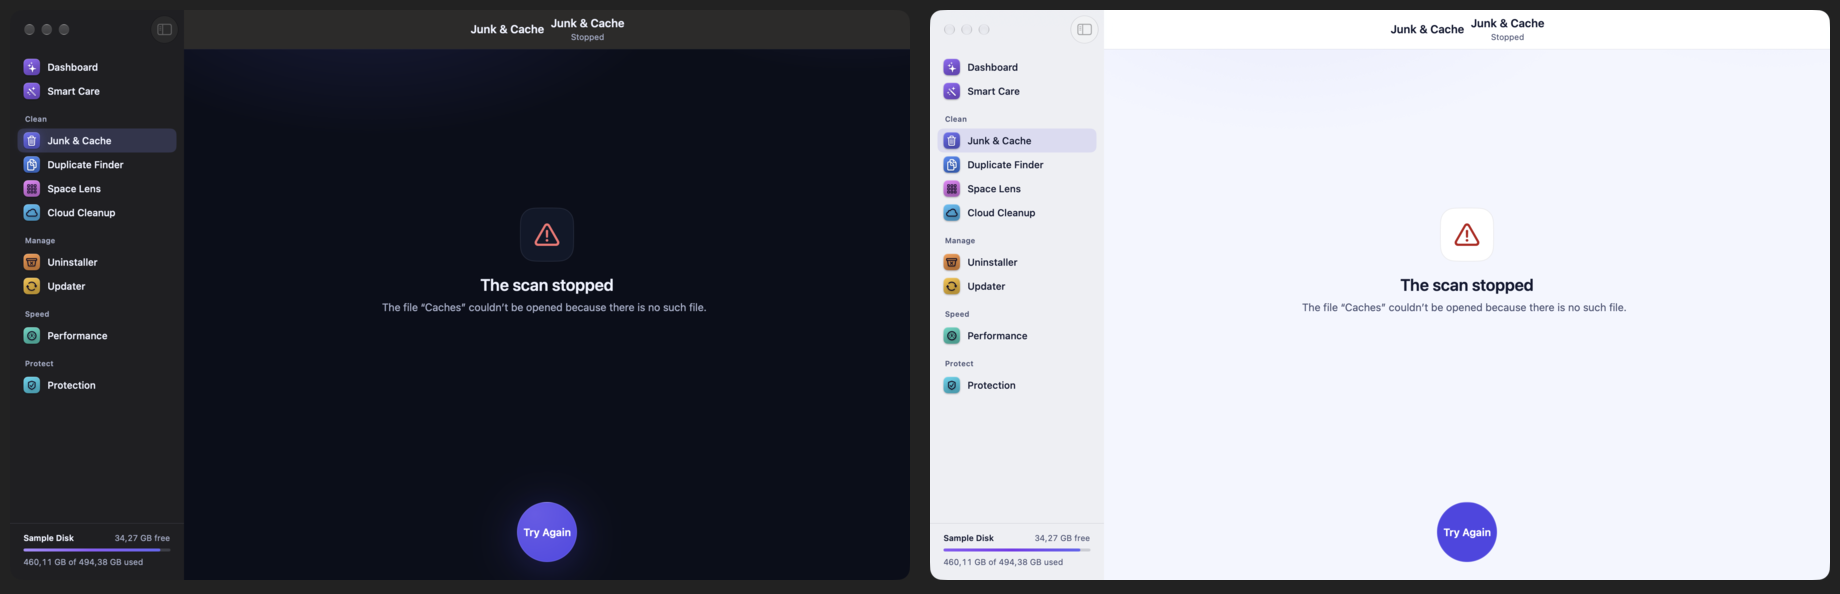 Junk & Cache
Junk & Cache
Stopped
Dashboard
Smart Care
Clean
Junk & Cache
Duplicate Finder
Space Lens
Cloud Cleanup
Manage
Uninstaller
Updater
Speed
Performance
Protect
Protection
The scan stopped
The file “Caches” couldn’t be opened because there is no such file.
Try Again
Sample Disk 34,27 GB free
460,11 GB of 494,38 GB used
Junk & Cache
Junk & Cache
Stopped
Dashboard
Smart Care
Clean
Junk & Cache
Duplicate Finder
Space Lens
Cloud Cleanup
Manage
Uninstaller
Updater
Speed
Performance
Protect
Protection
The scan stopped
The file “Caches” couldn’t be opened because there is no such file.
Try Again
Sample Disk 34,27 GB free
460,11 GB of 494,38 GB used